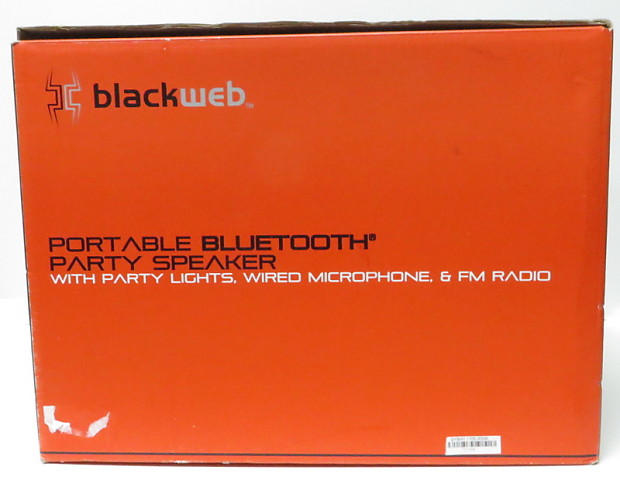 blackweb™
PORTABLE BLUETOOTH®
PARTY SPEAKER
WITH PARTY LIGHTS, WIRED MICROPHONE, & FM RADIO